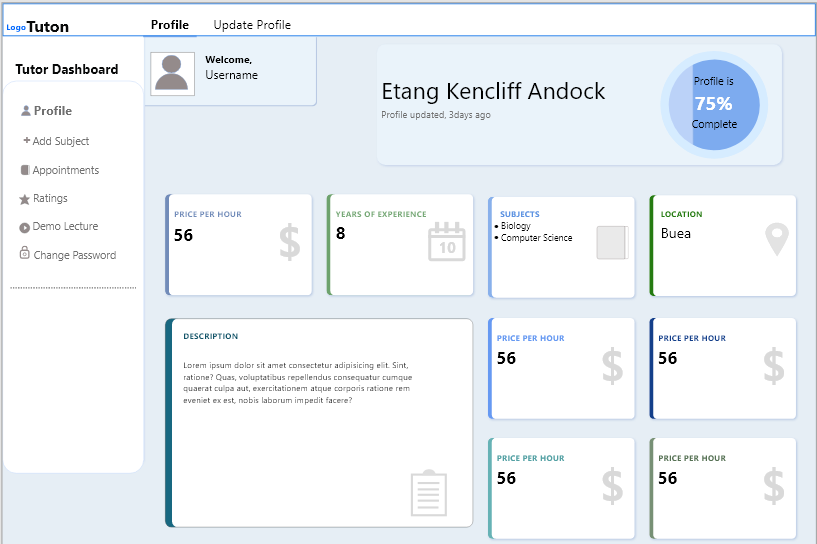 Logo Tuton
Profile
Update Profile
Tutor Dashboard
Profile
+ Add Subject
Appointments
Ratings
Demo Lecture
Change Password
Welcome,
Username
Etang Kencliff Andock
Profile updated, 3days ago
Profile is
75%
Complete
PRICE PER HOUR
56
$
YEARS OF EXPERIENCE
8
10
SUBJECTS
• Biology
• Computer Science
LOCATION
Buea
DESCRIPTION
Lorem ipsum dolor sit amet consectetur adipisicing elit. Sint,
ratione? Quas, voluptatibus repellendus consequatur cumque
quaerat culpa aut, exercitationem atque corporis ratione rem
eveniet ex est, nobis laborum impedit facere?
PRICE PER HOUR
56
$
PRICE PER HOUR
56
$
PRICE PER HOUR
56
$
PRICE PER HOUR
56
$